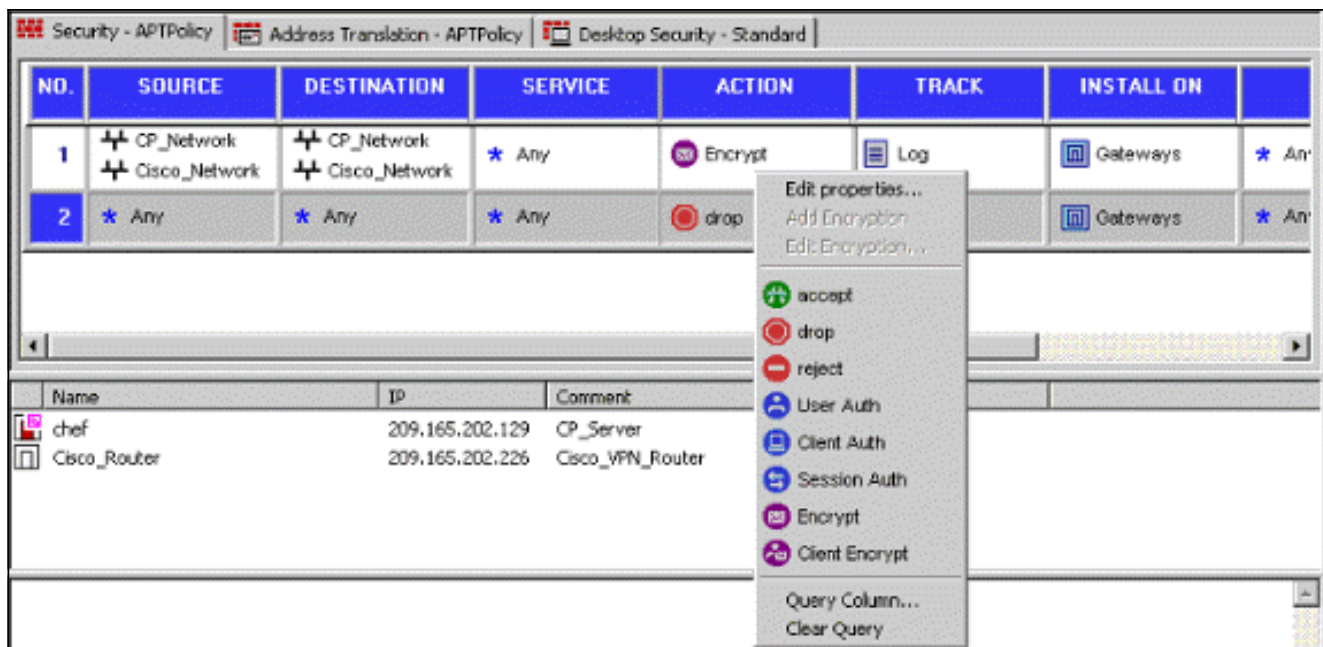 Security - APTPolicy Address Translation - APTPolicy Desktop Security - Standard
NO. SOURCE DESTINATION SERVICE ACTION TRACK INSTALL ON
1 CP_Network CP_Network * Any Encrypt Log Gateways * An
Cisco_Network Cisco_Network
2 * Any * Any * Any drop Gateways * An
Edit properties...
Add Encryption
Edit Encryption...
accept
drop
reject
User Auth
Client Auth
Session Auth
Encrypt
Client Encrypt
Query Column...
Clear Query
Name IP Comment
chef 209.165.202.129 CP_Server
Cisco_Router 209.165.202.226 Cisco_VPN_Router